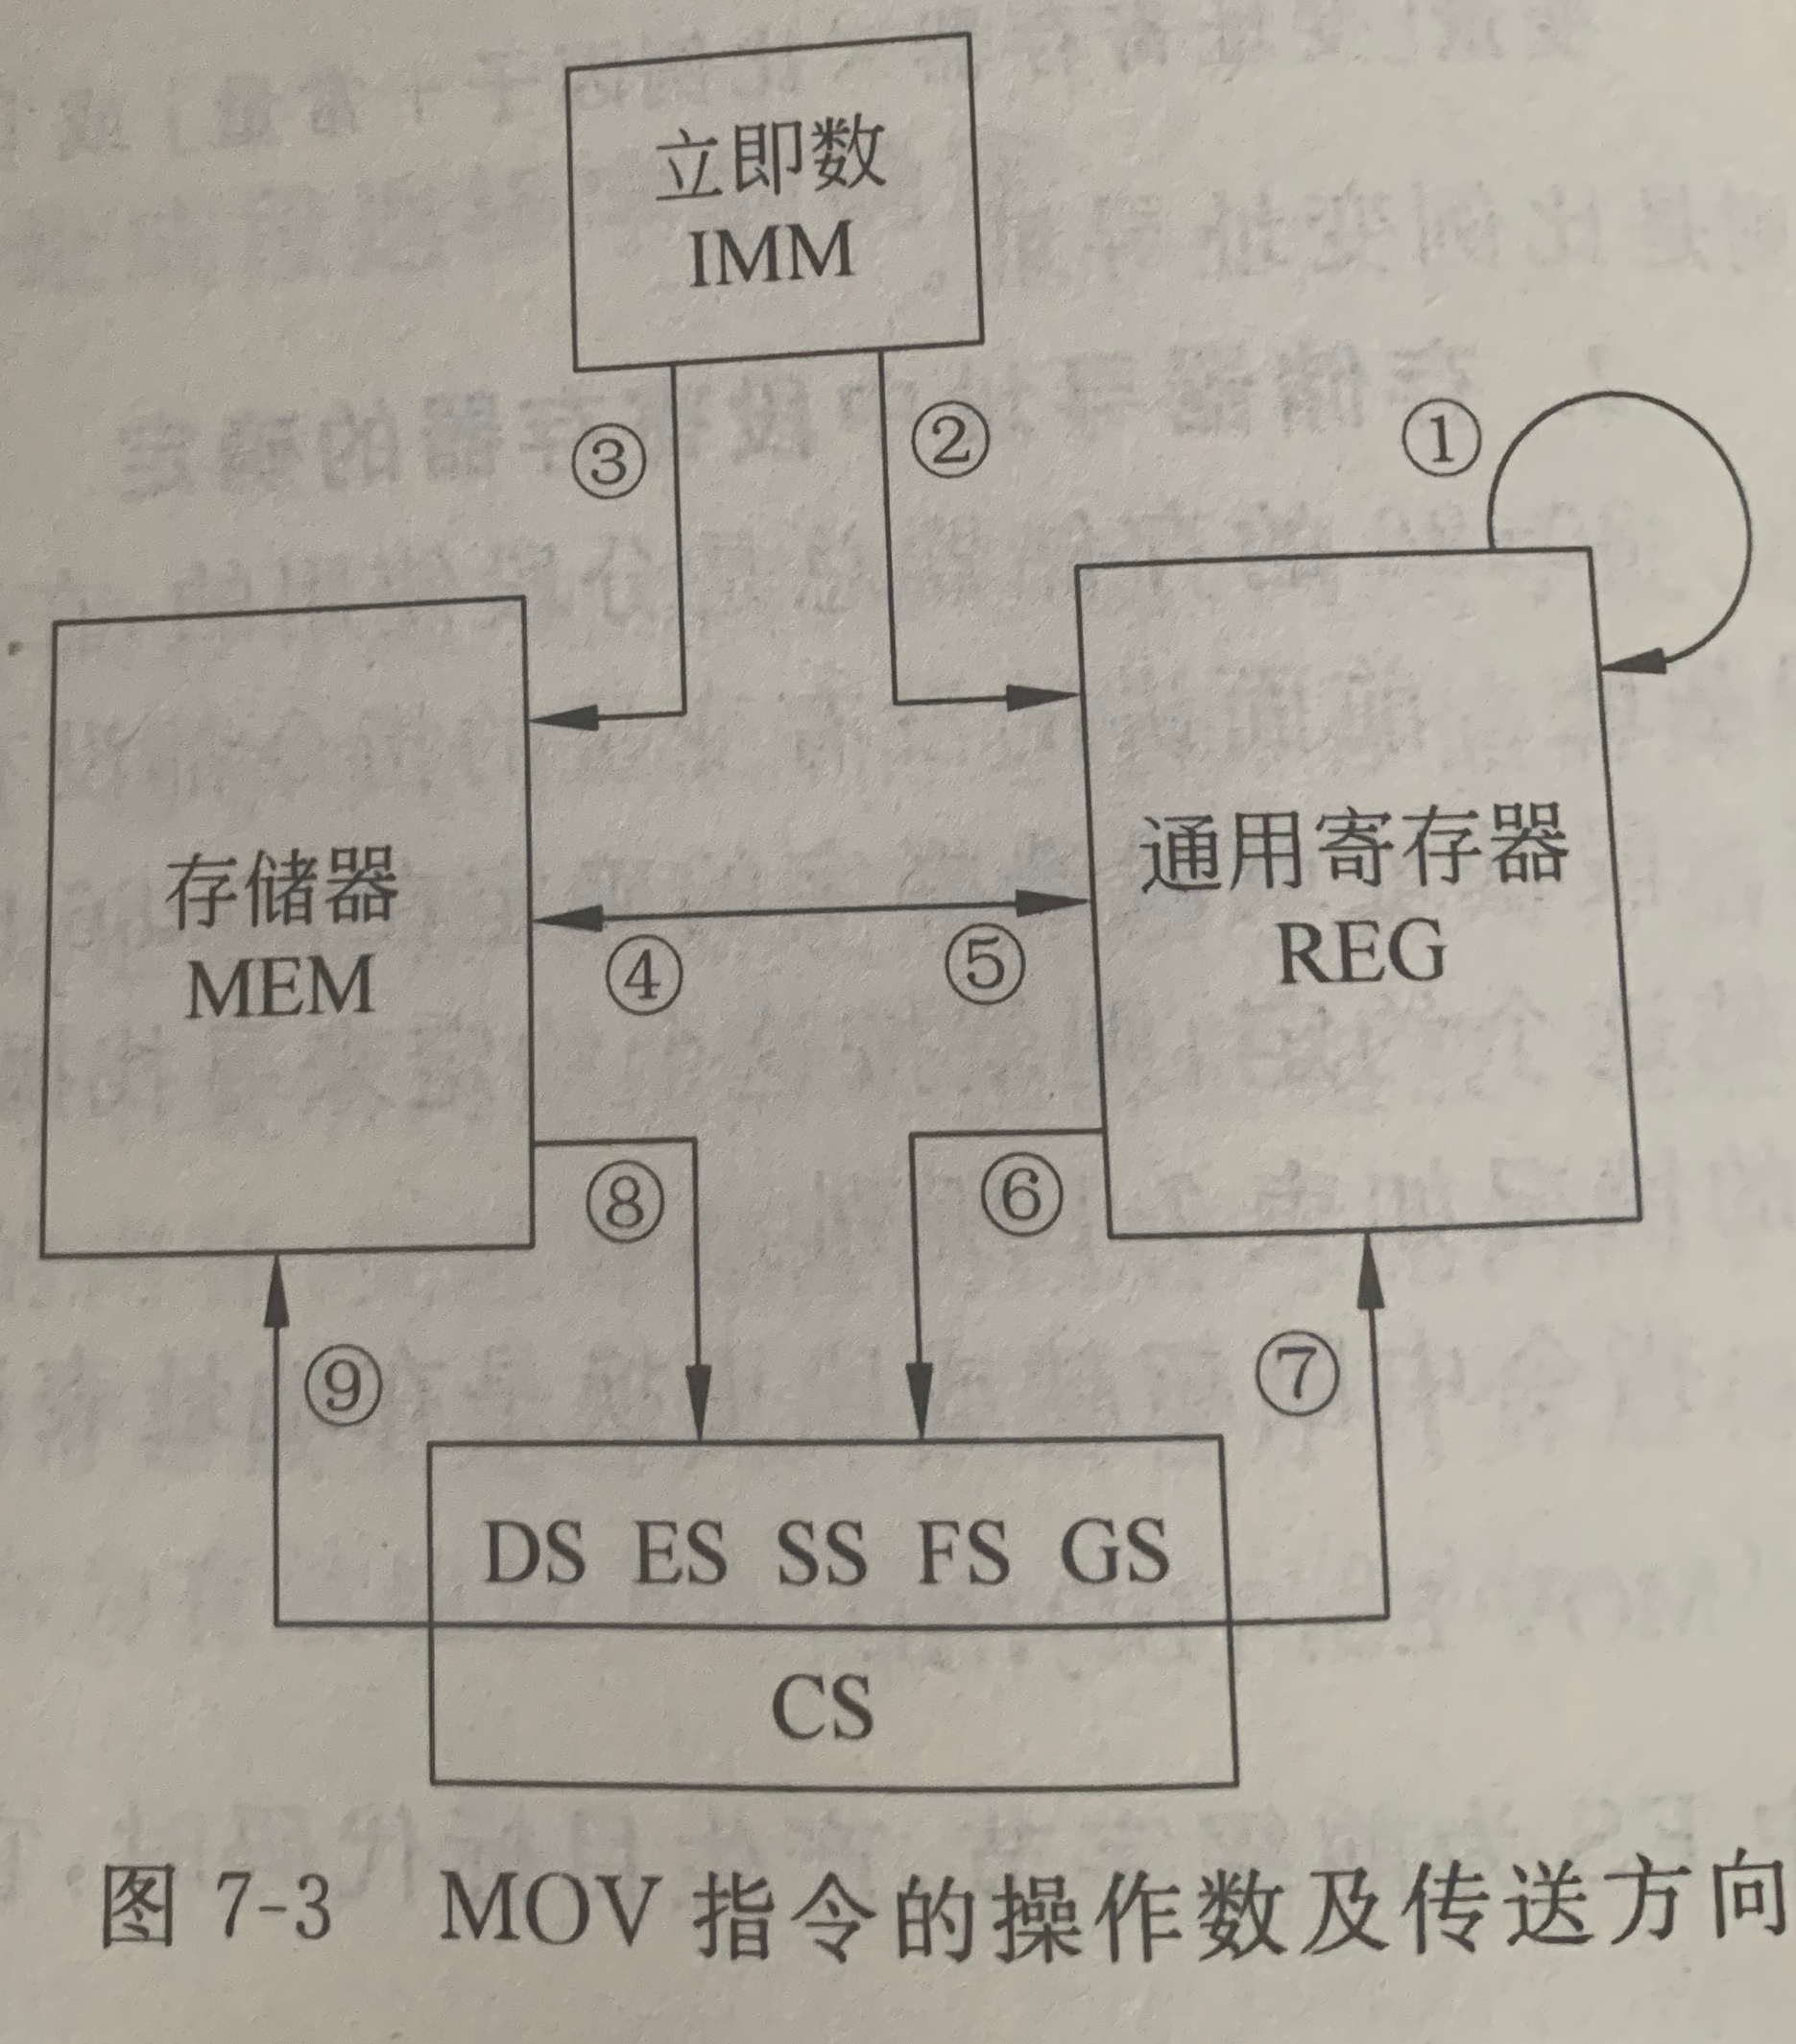 立即数
IMM
③
②
①
存储器
MEM
通用寄存器
REG
④
⑤
⑧
⑥
⑨
⑦
DS ES SS FS GS
CS
图 7-3 MOV 指令的操作数及传送方向